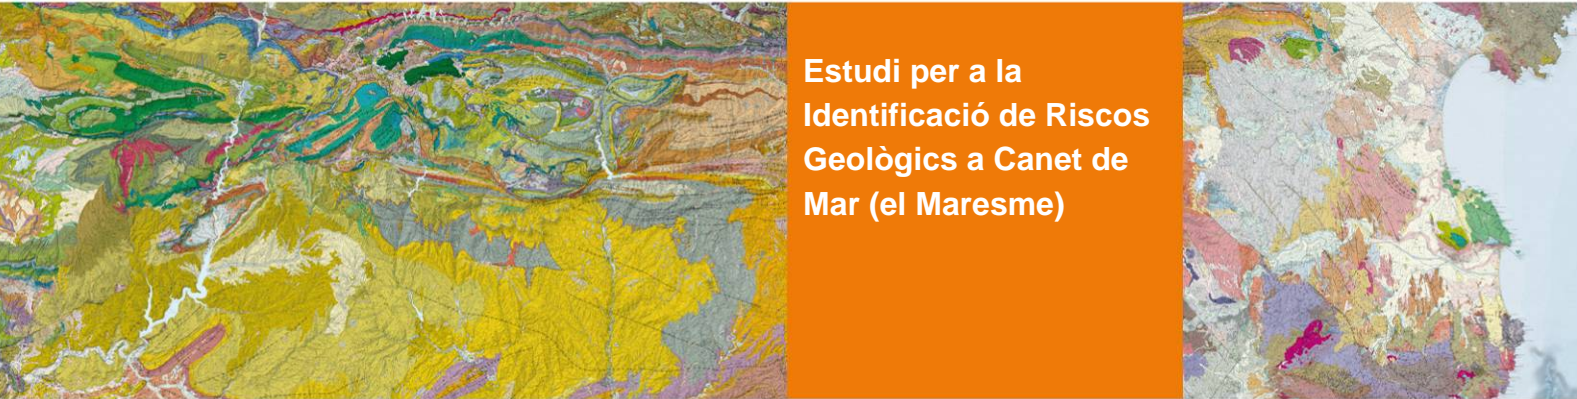 Estudi per a la
Identificació de Riscos
Geològics a Canet de
Mar (el Maresme)